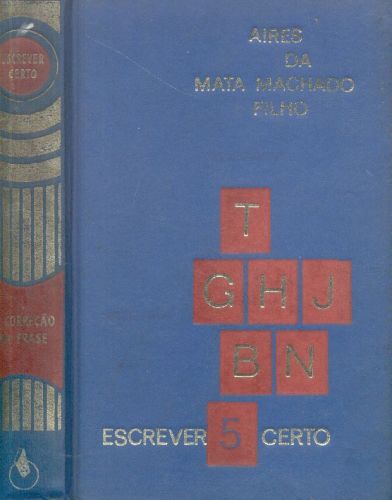 ESCREVER
CERTO
CORREÇÃO
FRASE
AIRES
DA
MATA MACHADO
FILHO
T
G H J
B N
ESCREVER 5 CERTO